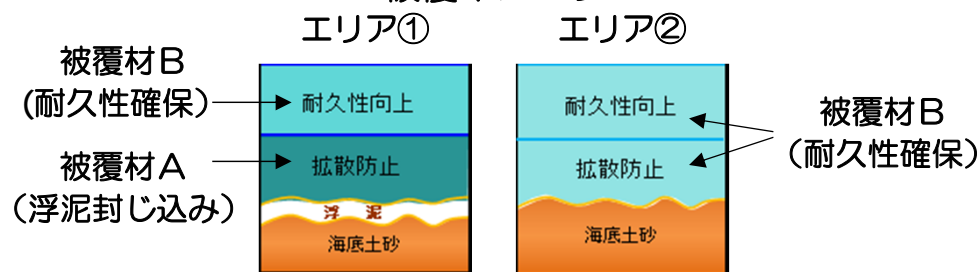 エリア①
エリア②
被覆材B
(耐久性確保)
被覆材A
(浮泥封じ込み)
耐久性向上
拡散防止
浮 泥
海底土砂
耐久性向上
拡散防止
海底土砂
被覆材B
(耐久性確保)